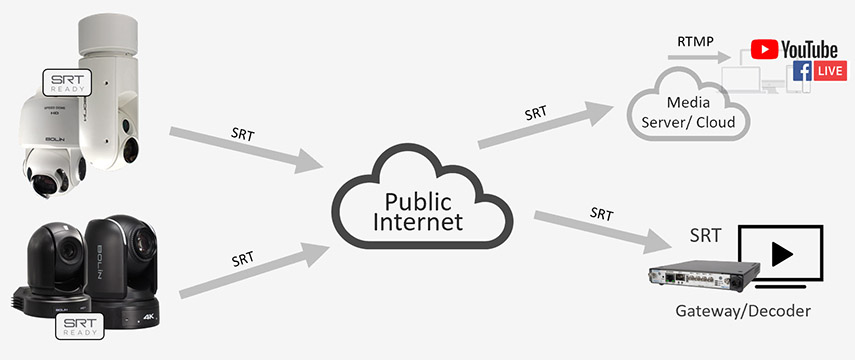 SRT
READY
BOLIN
SRT
SRT
BOLIN
4K
SRT
READY
Public
Internet
SRT
SRT
RTMP
YouTube
f LIVE
Media
Server/ Cloud
SRT
Gateway/Decoder